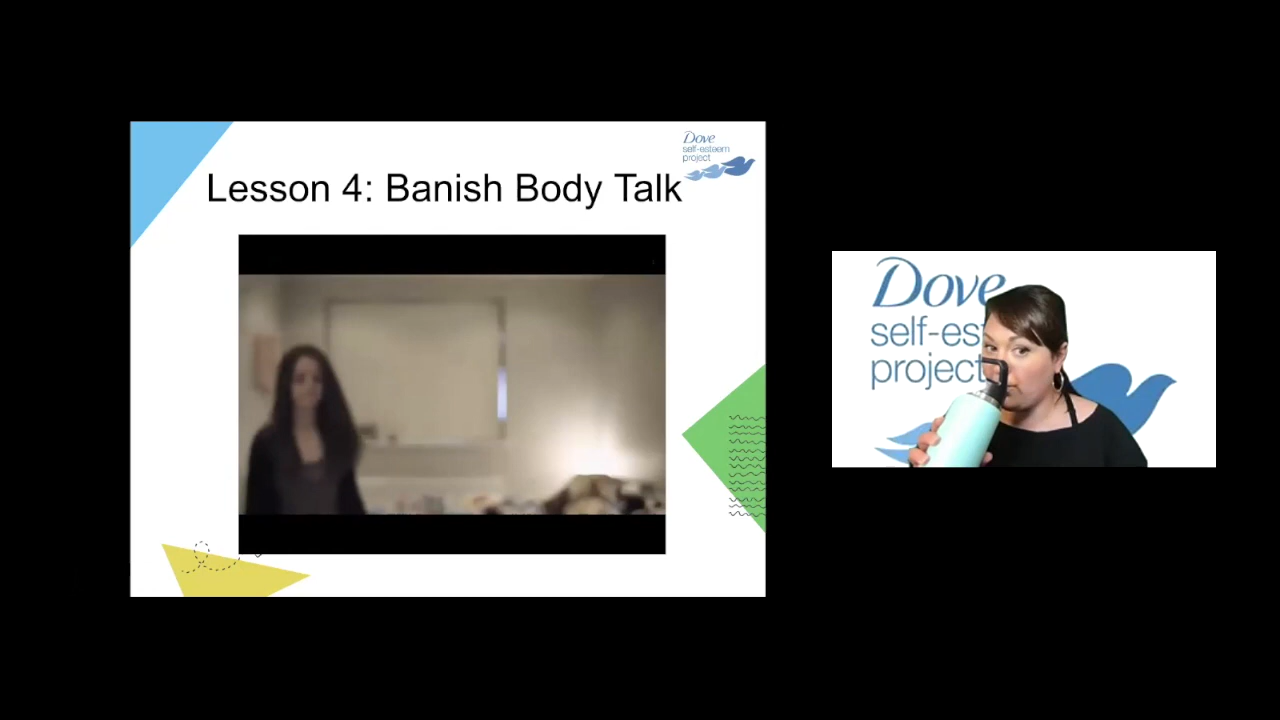 Dove
self-esteem
project
Lesson 4: Banish Body Talk
Dove
self-es
project